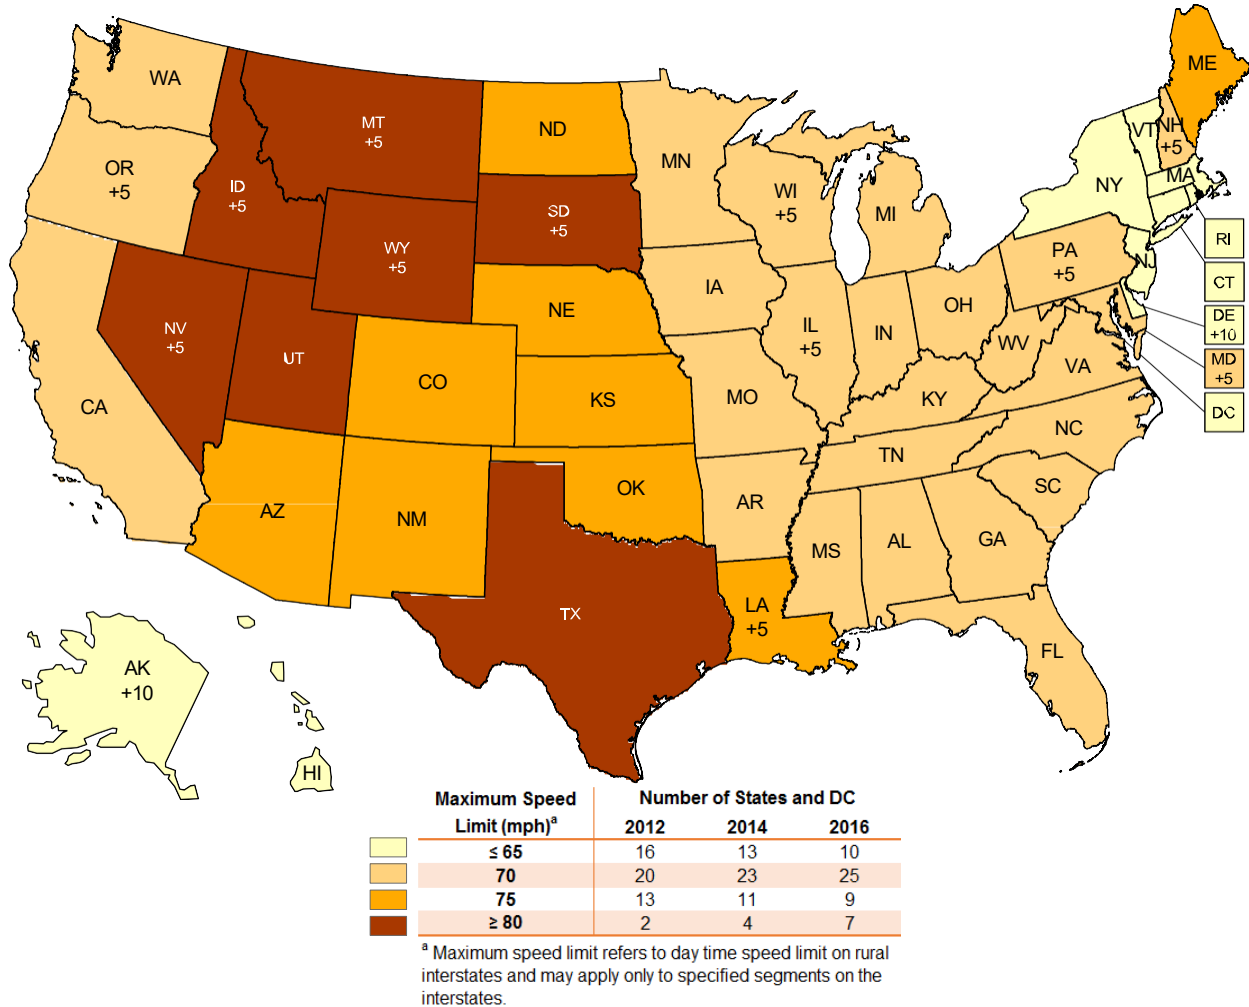 WA
MT
+5
ND
ME
OR
+5
ID
+5
MN
VT
NH
+5
SD
+5
WI
+5
MI
NY
MA
WY
+5
RI
PA
+5
NJ
CT
IA
NE
OH
DE
+10
NV
+5
UT
IL
+5
IN
WV
VA
MD
+5
CO
KS
MO
KY
DC
CA
NC
TN
OK
AR
SC
AZ
NM
MS
AL
GA
TX
LA
+5
FL
AK
+10
HI
Maximum Speed Number of States and DC
Limit (mph)a 2012 2014 2016
≤ 65 16 13 10
70 20 23 25
75 13 11 9
≥ 80 2 4 7
a Maximum speed limit refers to day time speed limit on rural
interstates and may apply only to specified segments on the
interstates.